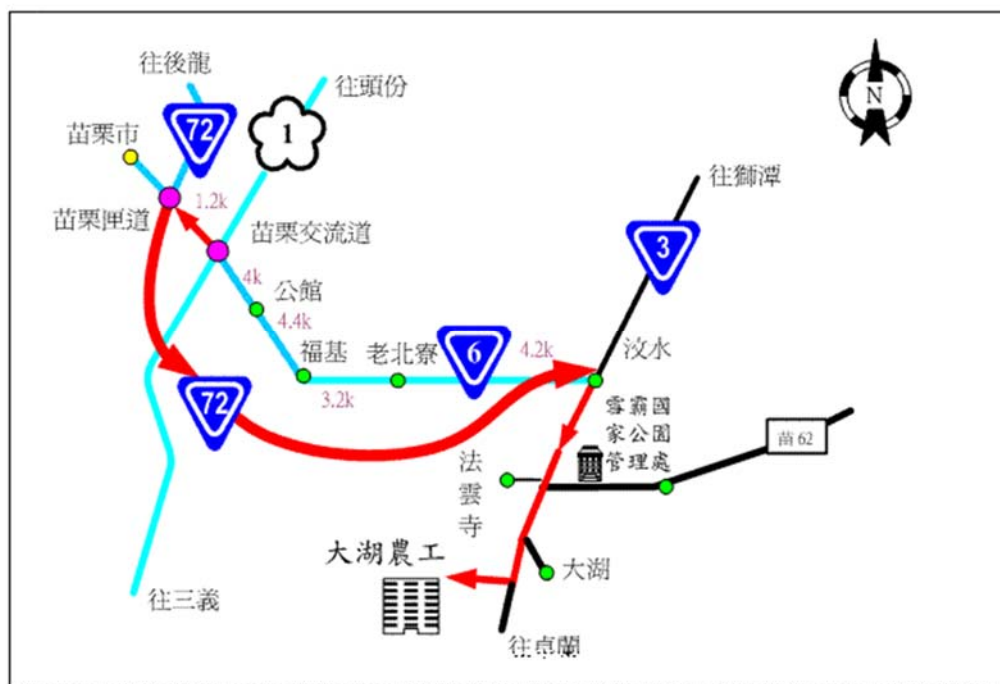 往後龍
往頭份
72
1
N
苗栗市
往獅潭
1.2k
苗栗匝道
苗栗交流道
3
4k
公館
4.4k
福基
老北寮
6
4.2k
汶水
72
3.2k
雪霸國
家公園
管理處
苗62
法
雲
寺
大湖農工
大湖
往三義
往卓蘭